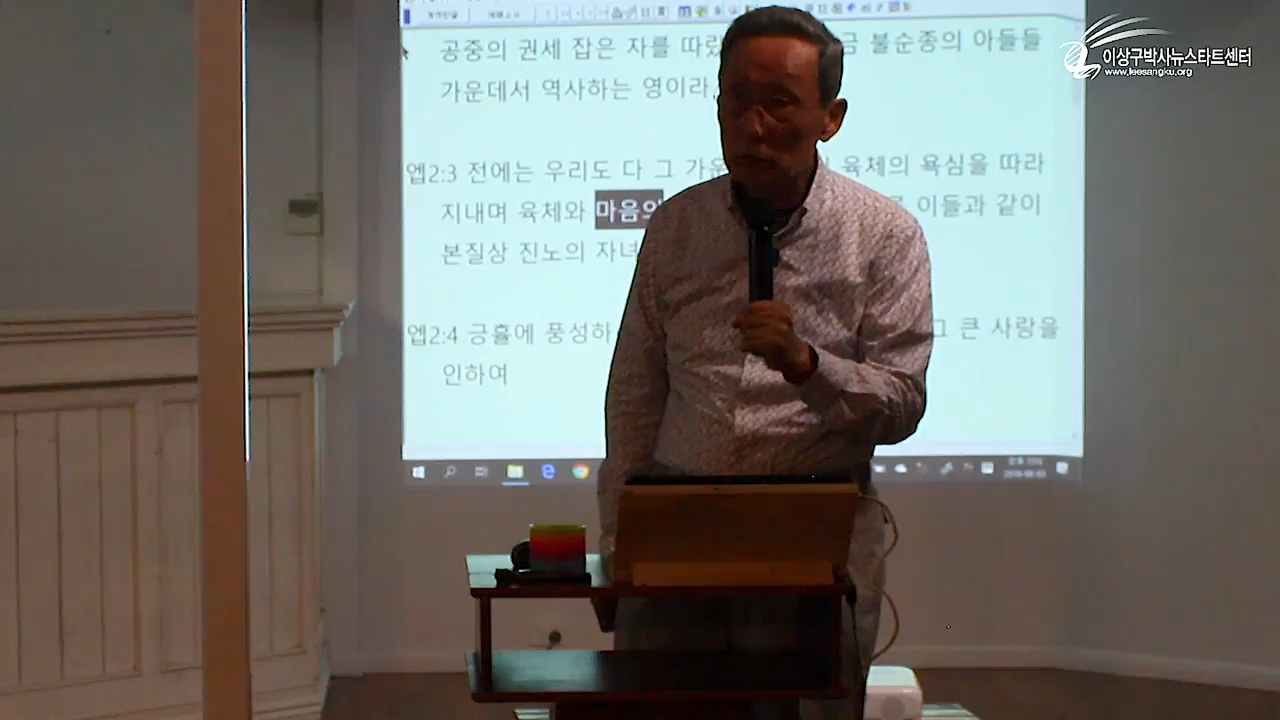 공중의 권세 잡은 자를 따랐 금 불순종의 아들들
가운데서 역사하는 영이라
엡2:3 전에는 우리도 다 그 가운 육체의 욕심을 따라
지내며 육체와 마음의 이들과 같이
본질상 진노의 자녀
엡2:4 긍휼에 풍성하 그 큰 사랑을
인하여
이상구박사뉴스타트센터
www.leesangku.org